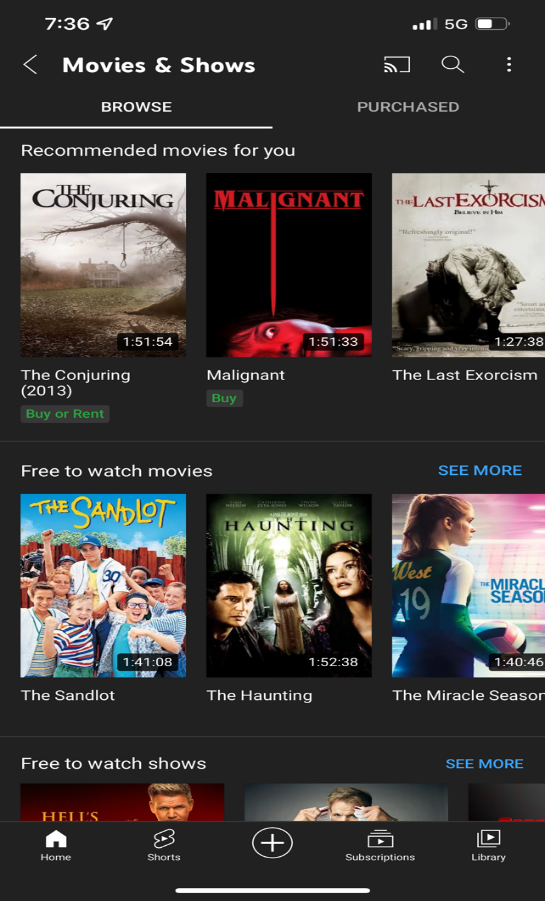 7:36
5G
Movies & Shows
BROWSE
PURCHASED
Recommended movies for you
THE
CONJURING
1:51:54
MALIGNANT
1:51:33
THE LAST EXORCISM
BELIEVE IN HIM
"Refreshingly original!"
1:27:38
The Conjuring
(2013)
Buy or Rent
Malignant
Buy
The Last Exorcism
Free to watch movies
SEE MORE
THE SANDLOT
30
1:41:08
THE
HAUNTING
1:52:38
West
19
THE MIRACL
SEASO
1:40:46
The Sandlot
The Haunting
The Miracle Season
Free to watch shows
SEE MORE
HELL'S
Home
Shorts
Subscriptions
Library